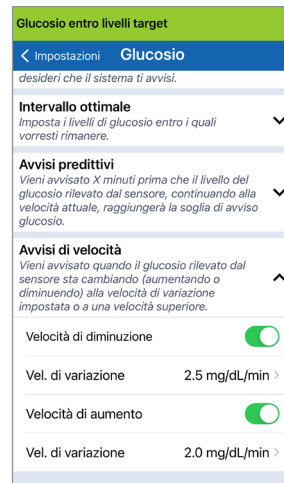 Glucosio entro livelli target
Impostazioni Glucosio
desideri che il sistema ti avvisi.
Intervallo ottimale
Imposta i livelli di glucosio entro i quali
vorresti rimanere.
Avvisi predittivi
Vieni avvisato X minuti prima che il livello del
glucosio rilevato dal sensore, continuando alla
velocità attuale, raggiungerà la soglia di avviso
glucosio.
Avvisi di velocità
Vieni avvisato quando il glucosio rilevato dal
sensore sta cambiando (aumentando o
diminuendo) alla velocità di variazione
impostata o a una velocità superiore.
Velocità di diminuzione
Vel. di variazione 2.5 mg/dL/min
Velocità di aumento
Vel. di variazione 2.0 mg/dL/min